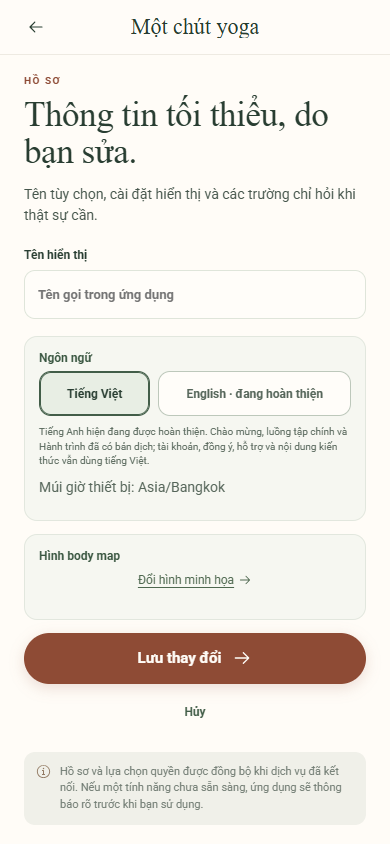 Một chút yoga
HỒ SƠ
Thông tin tối thiểu, do
bạn sửa.
Tên tùy chọn, cài đặt hiển thị và các trường chỉ hỏi khi
thật sự cần.
Tên hiển thị
Tên gọi trong ứng dụng
Ngôn ngữ
Tiếng Việt
English · đang hoàn thiện
Tiếng Anh hiện đang được hoàn thiện. Chào mừng, luồng tập chính và
Hành trình đã có bản dịch; tài khoản, đồng ý, hỗ trợ và nội dung kiến
thức vẫn dùng tiếng Việt.
Múi giờ thiết bị: Asia/Bangkok
Hình body map
Đổi hình minh họa →
Lưu thay đổi →
Hủy
Hồ sơ và lựa chọn quyền được đồng bộ khi dịch vụ đã kết
nối. Nếu một tính năng chưa sẵn sàng, ứng dụng sẽ thông
báo rõ trước khi bạn sử dụng.